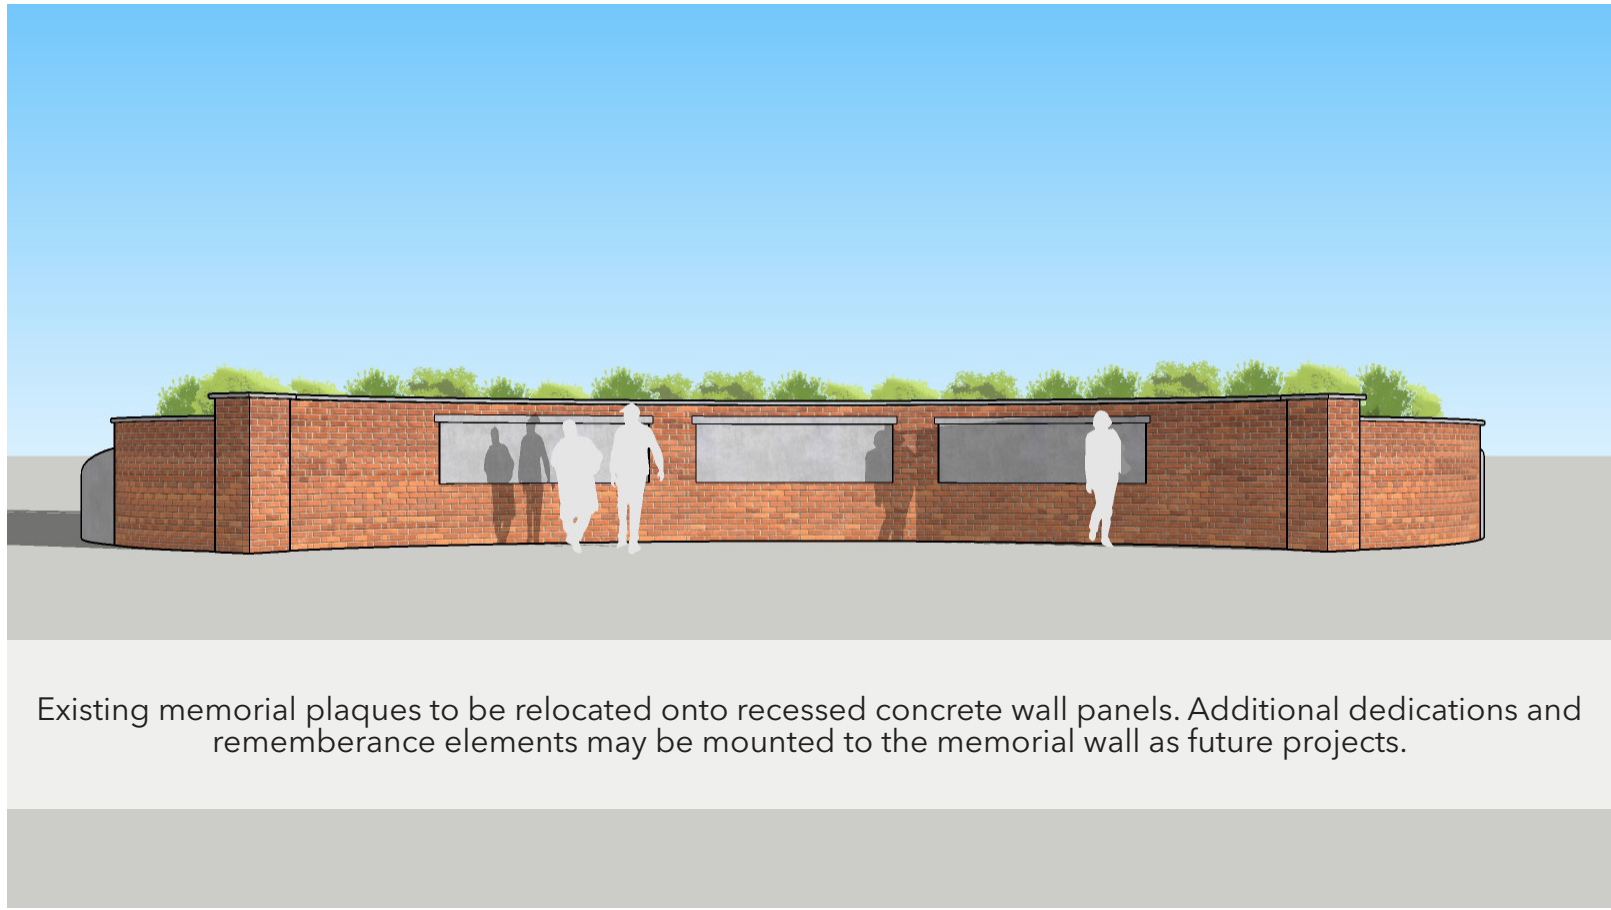 Existing memorial plaques to be relocated onto recessed concrete wall panels. Additional dedications and
rememberance elements may be mounted to the memorial wall as future projects.